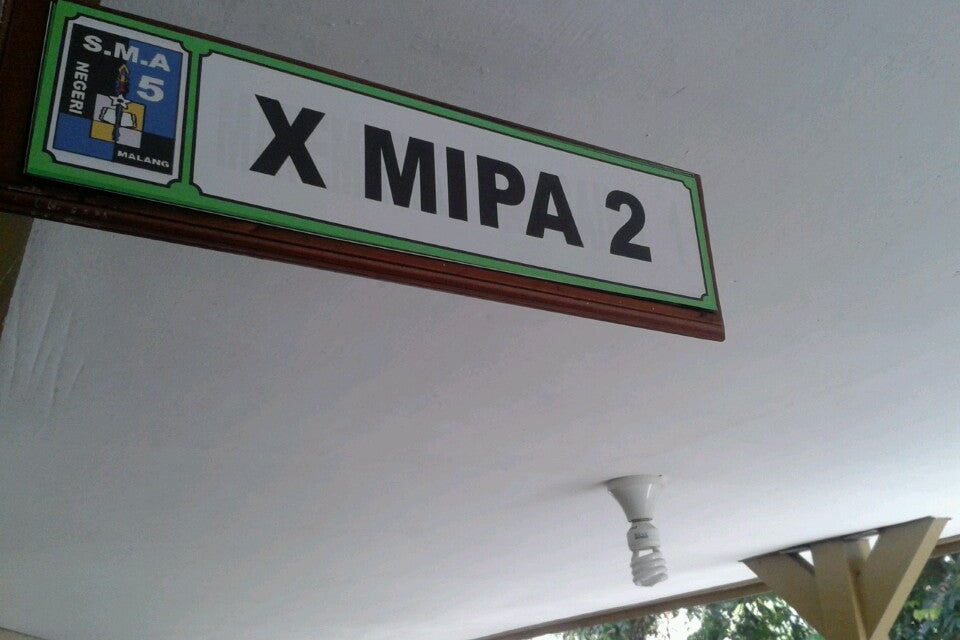 S.M.A
NEGERI
5
MALANG
X MIPA 2